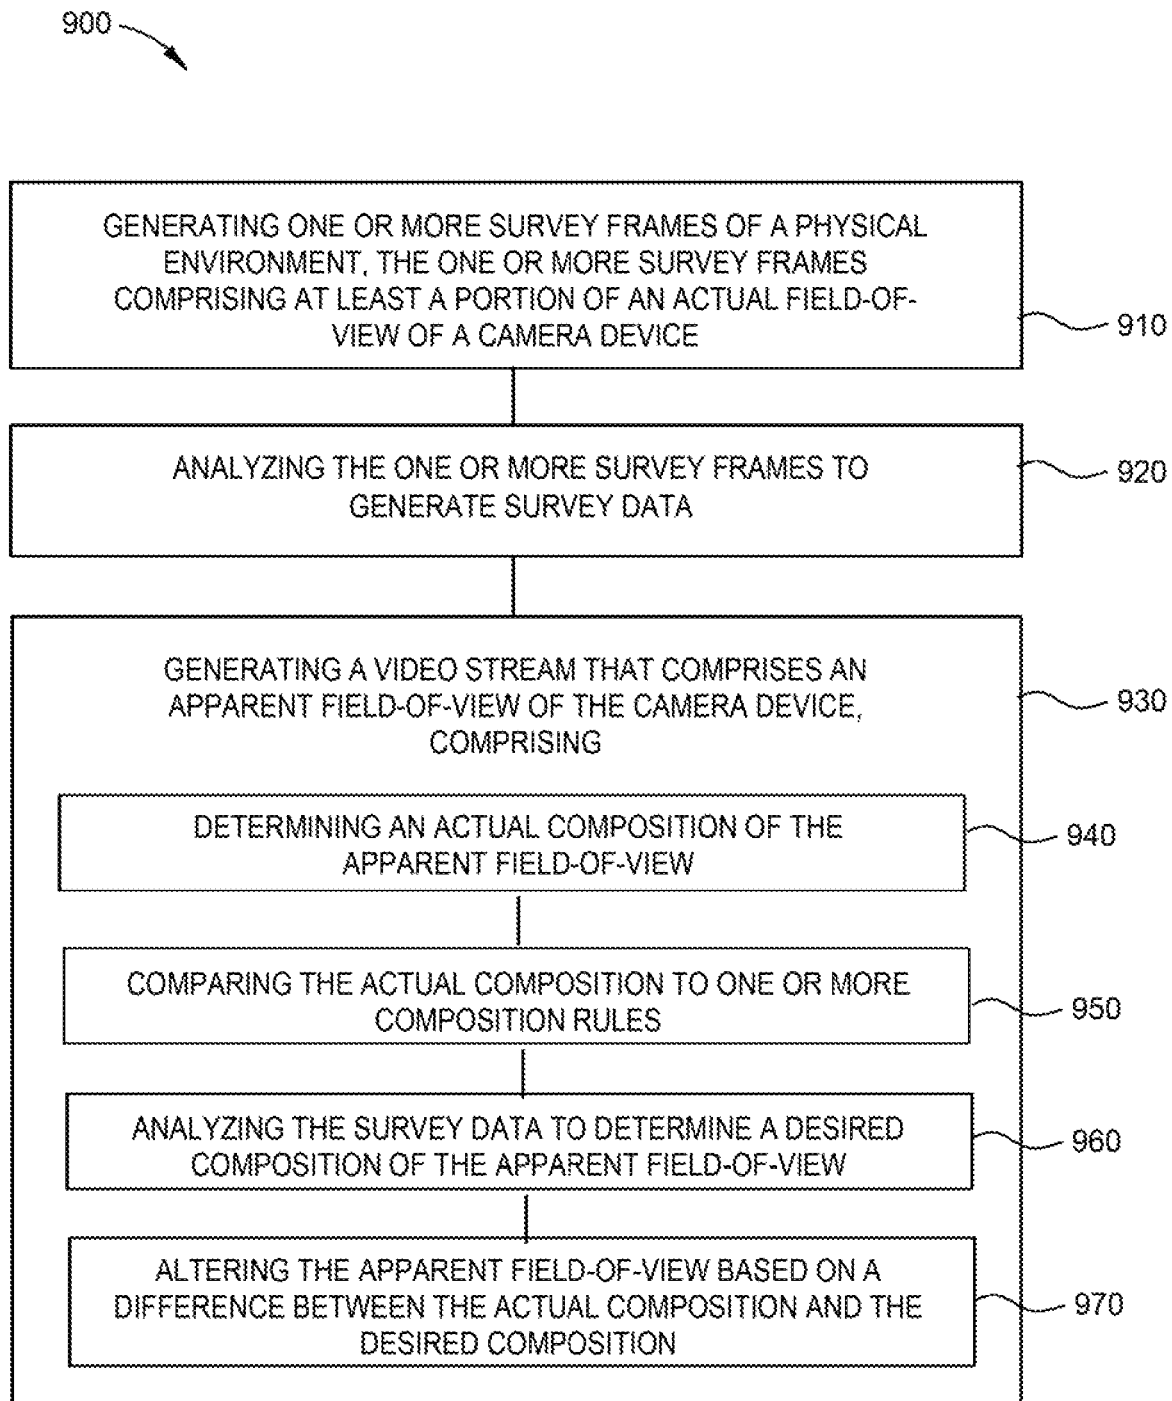 900
GENERATING ONE OR MORE SURVEY FRAMES OF A PHYSICAL
ENVIRONMENT, THE ONE OR MORE SURVEY FRAMES
COMPRISING AT LEAST A PORTION OF AN ACTUAL FIELD-OF-
VIEW OF A CAMERA DEVICE
910
ANALYZING THE ONE OR MORE SURVEY FRAMES TO
GENERATE SURVEY DATA
920
GENERATING A VIDEO STREAM THAT COMPRISES AN
APPARENT FIELD-OF-VIEW OF THE CAMERA DEVICE,
COMPRISING
930
DETERMINING AN ACTUAL COMPOSITION OF THE
APPARENT FIELD-OF-VIEW
940
COMPARING THE ACTUAL COMPOSITION TO ONE OR MORE
COMPOSITION RULES
950
ANALYZING THE SURVEY DATA TO DETERMINE A DESIRED
COMPOSITION OF THE APPARENT FIELD-OF-VIEW
960
ALTERING THE APPARENT FIELD-OF-VIEW BASED ON A
DIFFERENCE BETWEEN THE ACTUAL COMPOSITION AND THE
DESIRED COMPOSITION
970